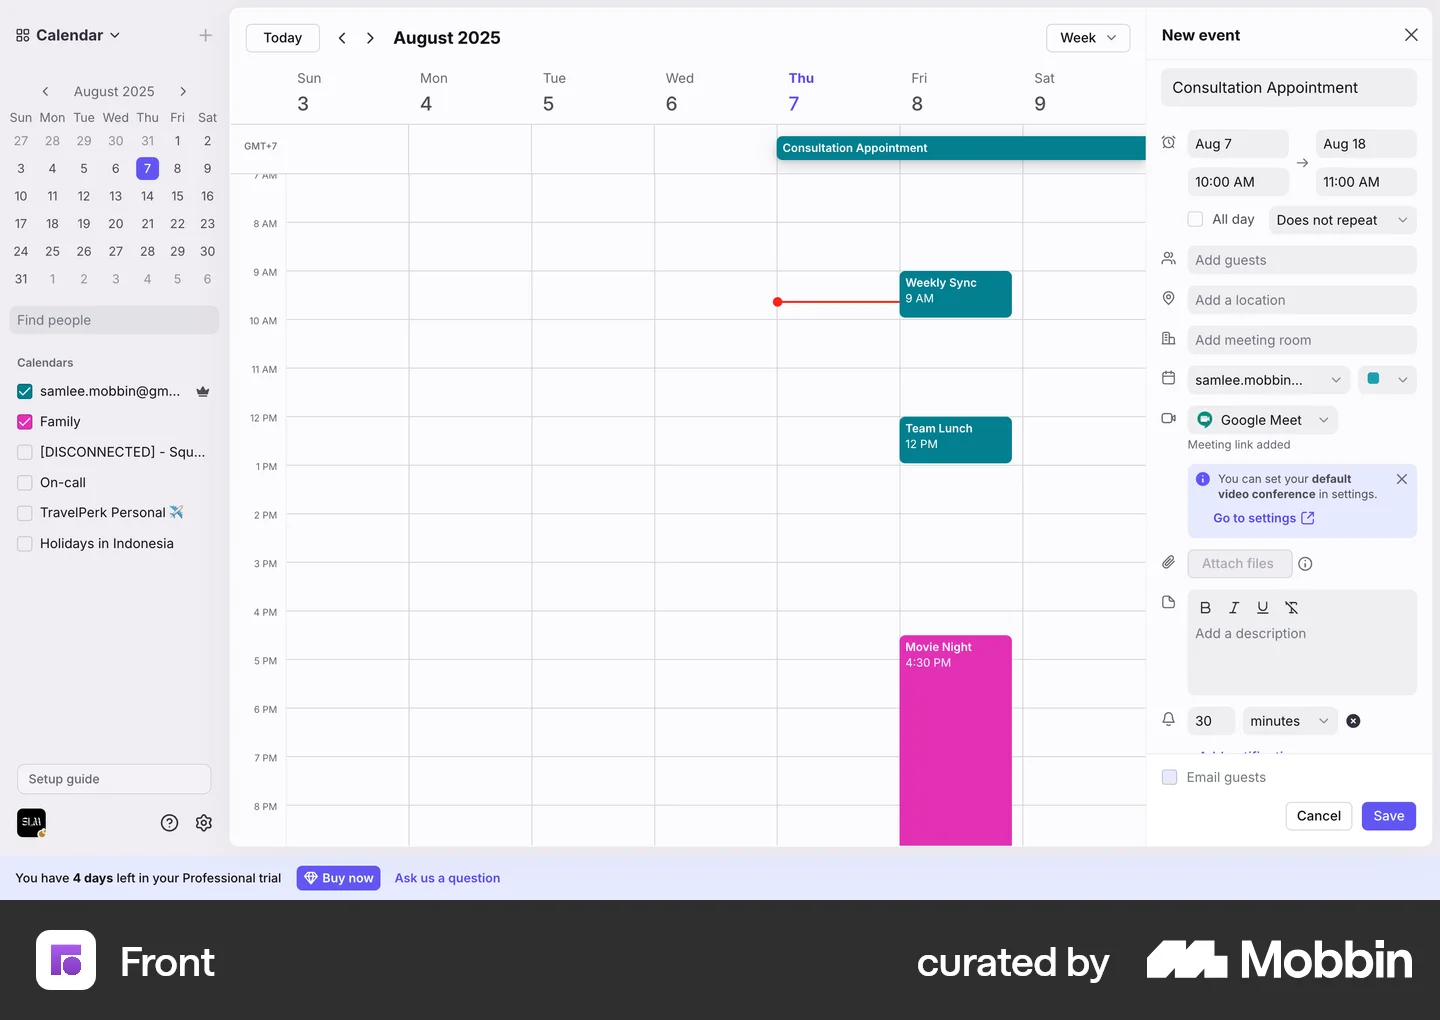 Calendar
August 2025
Sun Mon Tue Wed Thu Fri Sat
27 28 29 30 31 1 2
3 4 5 6 7 8 9
10 11 12 13 14 15 16
17 18 19 20 21 22 23
24 25 26 27 28 29 30
31 1 2 3 4 5 6
Find people
Calendars
samlee.mobbin@gm...
Family
[DISCONNECTED] - Squ...
On-call
TravelPerk Personal ✈️
Holidays in Indonesia
Setup guide
SLM
Today
August 2025
Week
Sun Mon Tue Wed Thu Fri Sat
3 4 5 6 7 8 9
GMT+7
Consultation Appointment
7 AM
8 AM
9 AM
Weekly Sync
9 AM
10 AM
11 AM
12 PM
Team Lunch
12 PM
1 PM
2 PM
3 PM
4 PM
Movie Night
4:30 PM
5 PM
6 PM
7 PM
8 PM
New event
Consultation Appointment
Aug 7 → Aug 18
10:00 AM 11:00 AM
All day Does not repeat
Add guests
Add a location
Add meeting room
samlee.mobbin...
Google Meet
Meeting link added
You can set your default
video conference in settings.
Go to settings
Attach files
B I U T
Add a description
30 minutes
Email guests
Cancel Save
You have 4 days left in your Professional trial Buy now Ask us a question
Front
curated by Mobbin